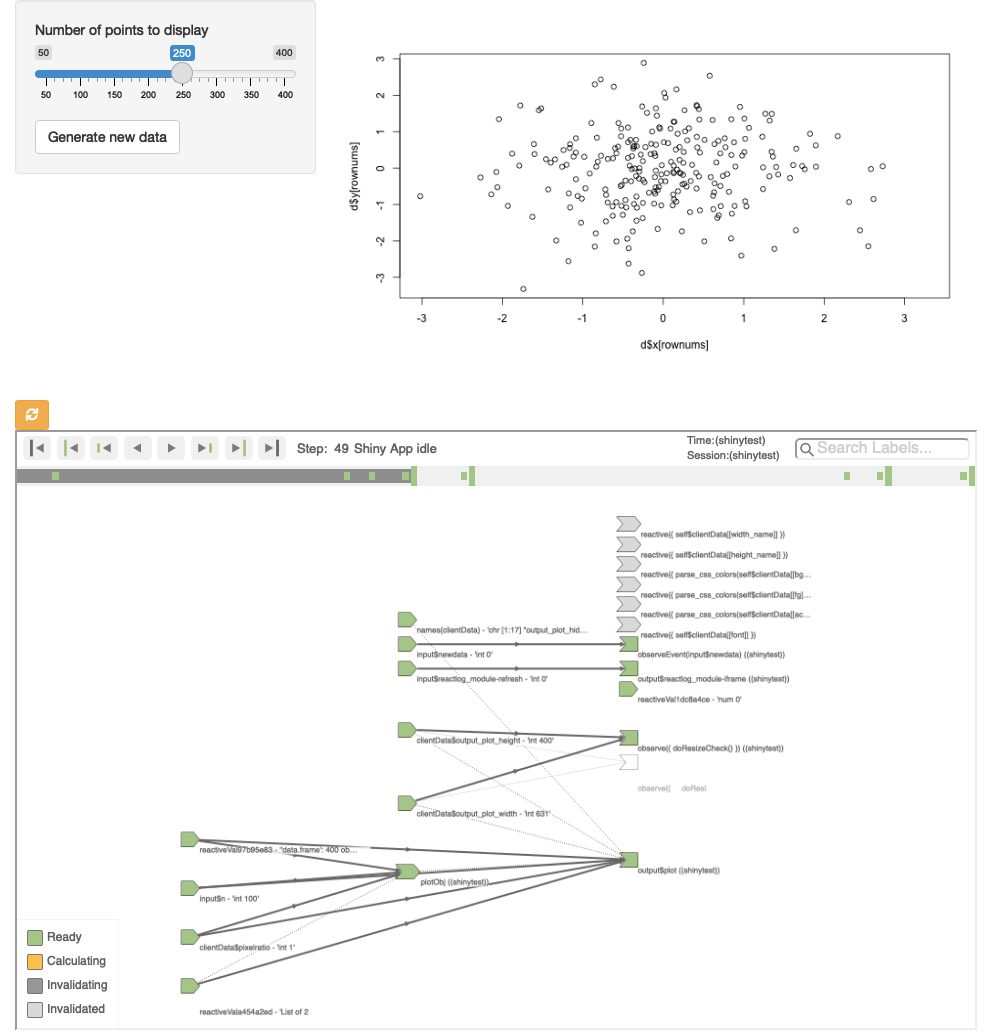 Number of points to display
50 250 400
50 100 150 200 250 300 350 400
Generate new data
d$y[rownums]
3
2
1
0
-1
-2
-3
-3 -2 -1 0 1 2 3
d$x[rownums]
Step: 49 Shiny App idle
Time:(shinytest)
Session:(shinytest)
Search Labels...
reactive({ self$clientData[[width_name]] })
reactive({ self$clientData[[height_name]] })
reactive({ parse_css_colors(self$clientData[[bg...
reactive({ parse_css_colors(self$clientData[[fg]...
reactive({ parse_css_colors(self$clientData[[ac...
reactive({ self$clientData[[font]] })
names(clientData) - 'chr [1:17] "output_plot_hid...
input$newdata - 'int 0'
observeEvent(input$newdata) ((shinytest))
input$reactlog_module-refresh - 'int 0'
output$reactlog_module-iframe ((shinytest))
reactiveVal1dc8a4ce - 'num 0'
clientData$output_plot_height - 'int 400'
observe({ doResizeCheck() }) ((shinytest))
observe({ doResi
clientData$output_plot_width - 'int 631'
reactiveVal97b95e83 - "data.frame': 400 ob...
output$plot ((shinytest))
plotObj ((shinytest))
input$n - 'int 100'
clientData$pixelratio - 'int 1'
reactiveVala454a2ed - 'List of 2
Ready
Calculating
Invalidating
Invalidated